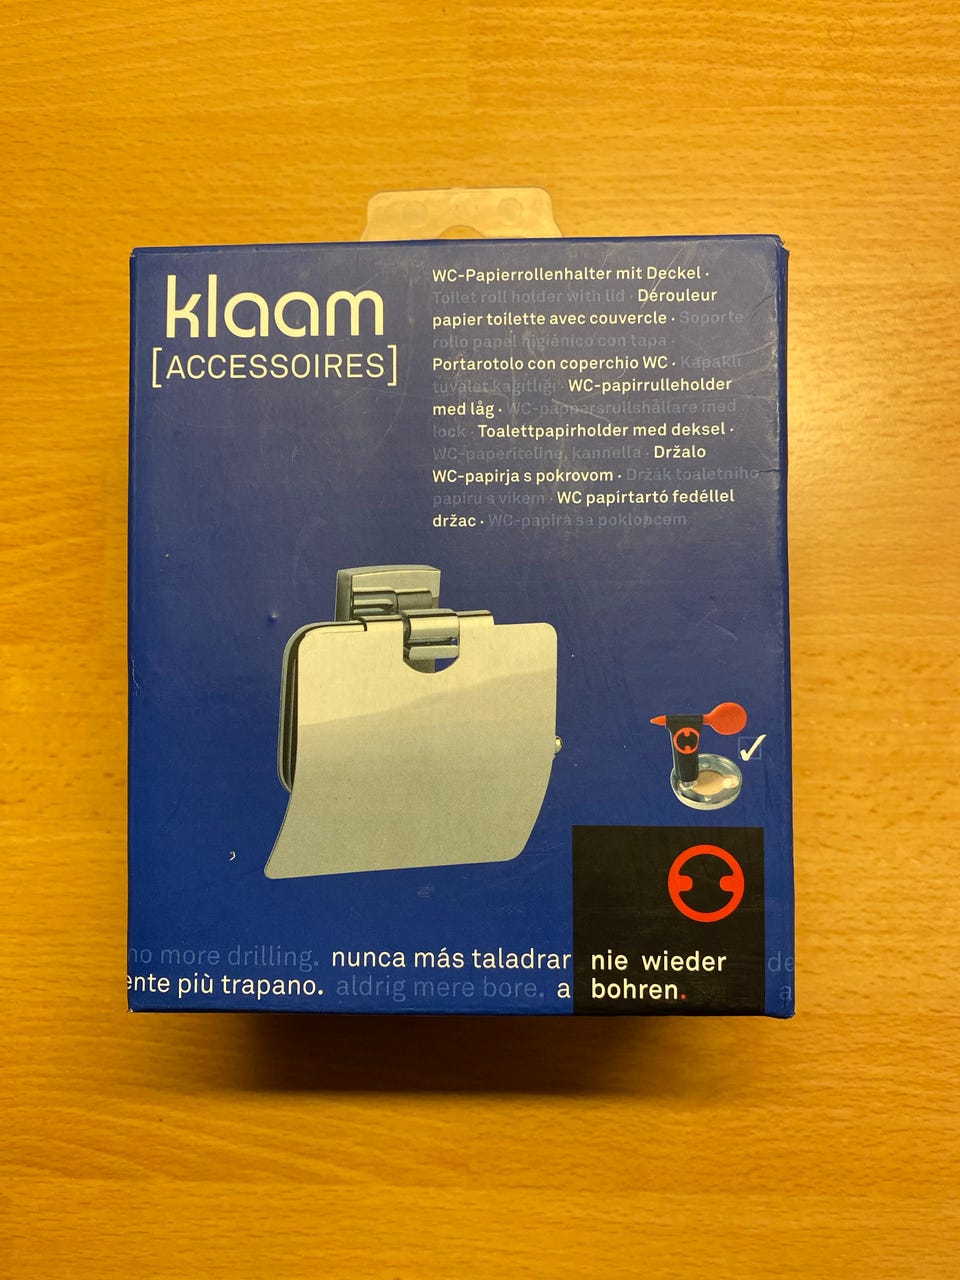 klaam
[ACCESSOIRES]
WC-Papierrollenhalter mit Deckel ·
Toilet roll holder with lid · Dérouleur
papier toilette avec couvercle · Soporte
rollo papel higiénico con tapa ·
Portarotolo con coperchio WC · Kapaklı
tuvalet kağıtlığı · WC-papirrulleholder
med låg · WC-pappersrullshållare med
lock · Toalettpapirholder med deksel ·
WC-paperiteline, kannella · Držalo
WC-papirja s pokrovom · Držák toaletního
papíru s víkem · WC papírtartó fedéllel
držac · WC-papira sa poklopcem
no more drilling. nunca más taladrar
ente più trapano. aldrig mere bore. a
nie wieder
bohren.
de
a